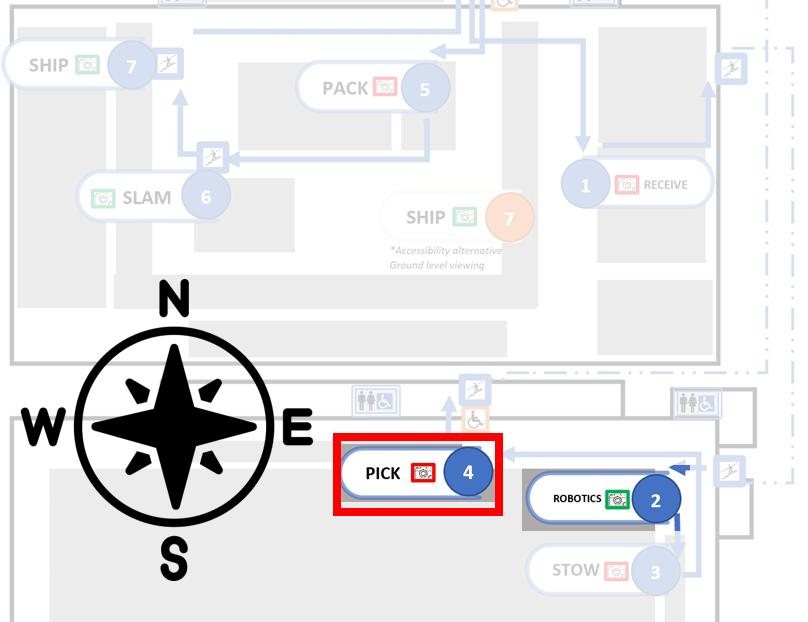 SHIP 7
PACK 5
1 RECEIVE
SLAM 6
SHIP 7
*Accessibility alternative
Ground level viewing
N
W E
S
PICK 4
ROBOTICS 2
STOW 3